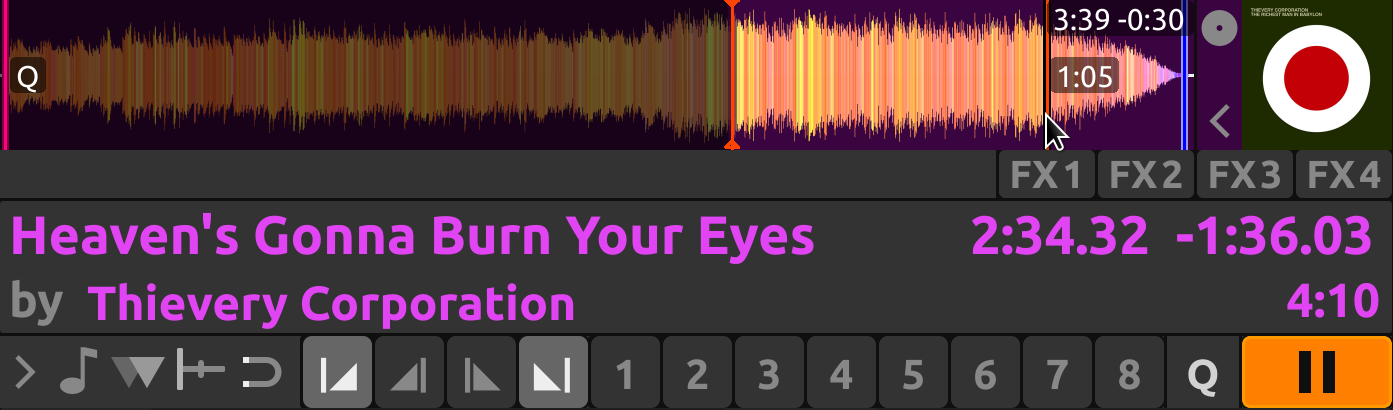 3:39 -0:30
THIEVERY CORPORATION
THE RICHEST MAN IN BABYLON
Q
1:05
FX1 FX2 FX3 FX4
Heaven's Gonna Burn Your Eyes 2:34.32 -1:36.03
by Thievery Corporation 4:10
1 2 3 4 5 6 7 8 Q